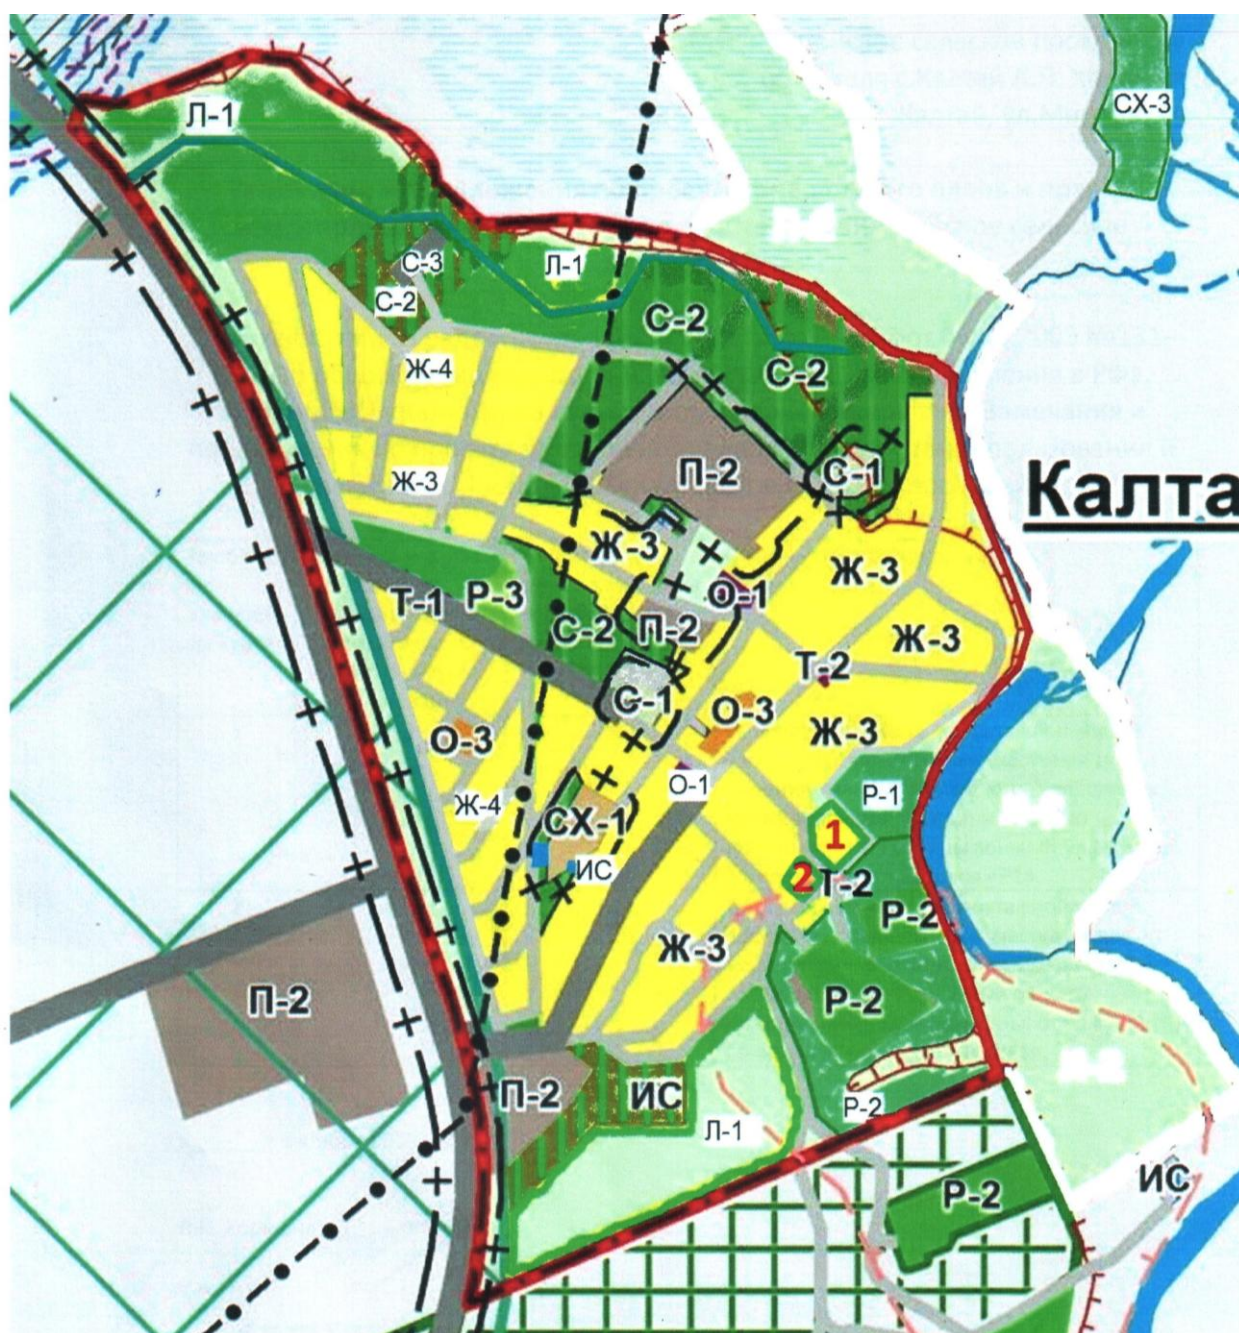 СХ-3
Л-1
С-3
Л-1
С-2
С-2
Ж-4
С-2
П-2
С-1
Ж-3
Калта
Ж-3
Ж-3
Т-1
Р-3
О-1
С-2
П-2
Ж-3
Т-2
С-1
О-3
Ж-3
О-3
О-1
Р-1
Ж-4
СХ-1
1
ИС
2
Т-2
Р-2
Ж-3
П-2
Р-2
П-2
ИС
Р-2
Л-1
Р-2
ИС